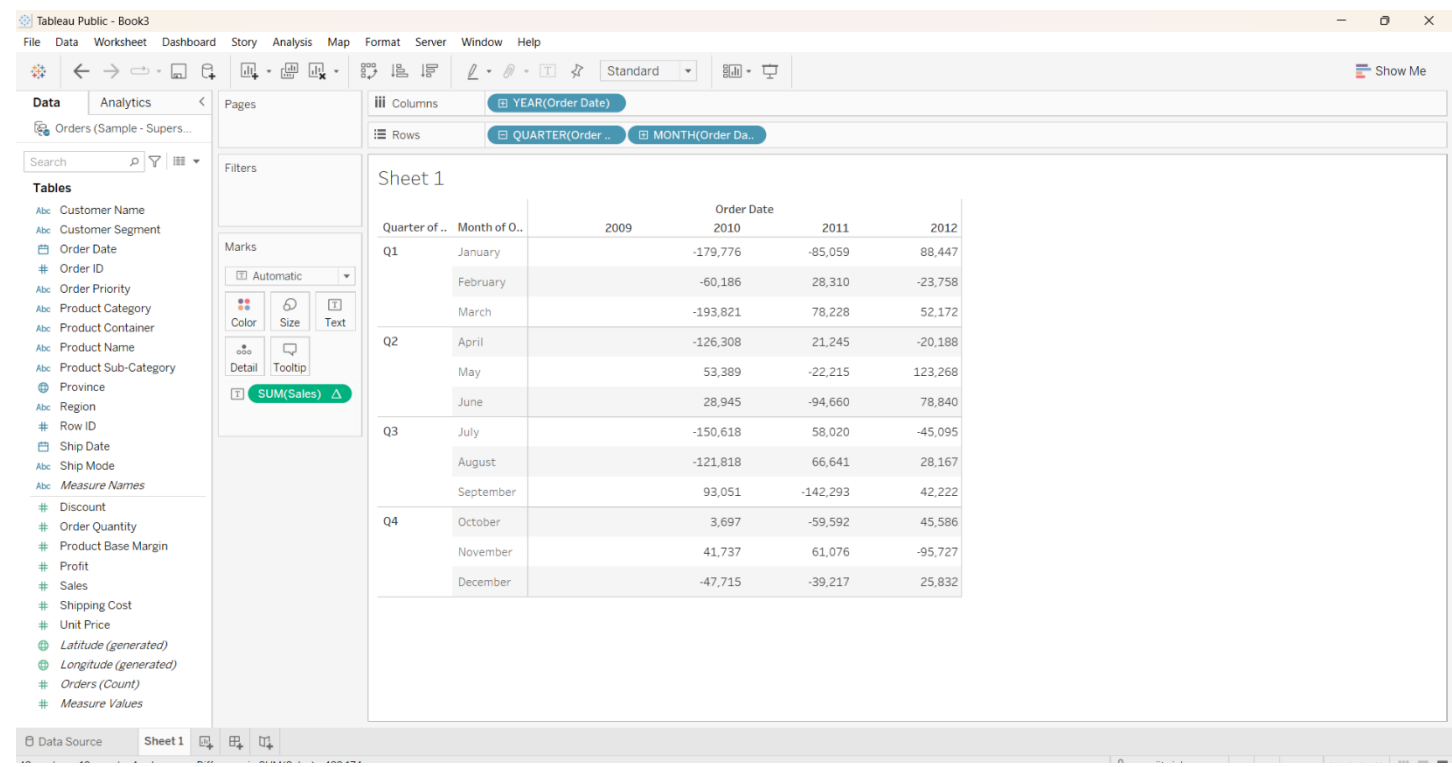 Tableau Public - Book3
File Data Worksheet Dashboard Story Analysis Map Format Server Window Help
Standard
Show Me
Data Analytics
Orders (Sample - Supers...
Search
Tables
Abc Customer Name
Abc Customer Segment
Order Date
# Order ID
Abc Order Priority
Abc Product Category
Abc Product Container
Abc Product Name
Abc Product Sub-Category
Province
Abc Region
# Row ID
Ship Date
Abc Ship Mode
Abc Measure Names
# Discount
# Order Quantity
# Product Base Margin
# Profit
# Sales
# Shipping Cost
# Unit Price
Latitude (generated)
Longitude (generated)
# Orders (Count)
# Measure Values
Pages
Filters
Marks
T Automatic
Color Size Text
Detail Tooltip
T SUM(Sales) Δ
Columns YEAR(Order Date)
Rows QUARTER(Order .. MONTH(Order Da..
Sheet 1
Order Date
Quarter of .. Month of O.. 2009 2010 2011 2012
Q1 January -179,776 -85,059 88,447
February -60,186 28,310 -23,758
March -193,821 78,228 52,172
Q2 April -126,308 21,245 -20,188
May 53,389 -22,215 123,268
June 28,945 -94,660 78,840
Q3 July -150,618 58,020 -45,095
August -121,818 66,641 28,167
September 93,051 -142,293 42,222
Q4 October 3,697 -59,592 45,586
November 41,737 61,076 -95,727
December -47,715 -39,217 25,832
Data Source Sheet 1